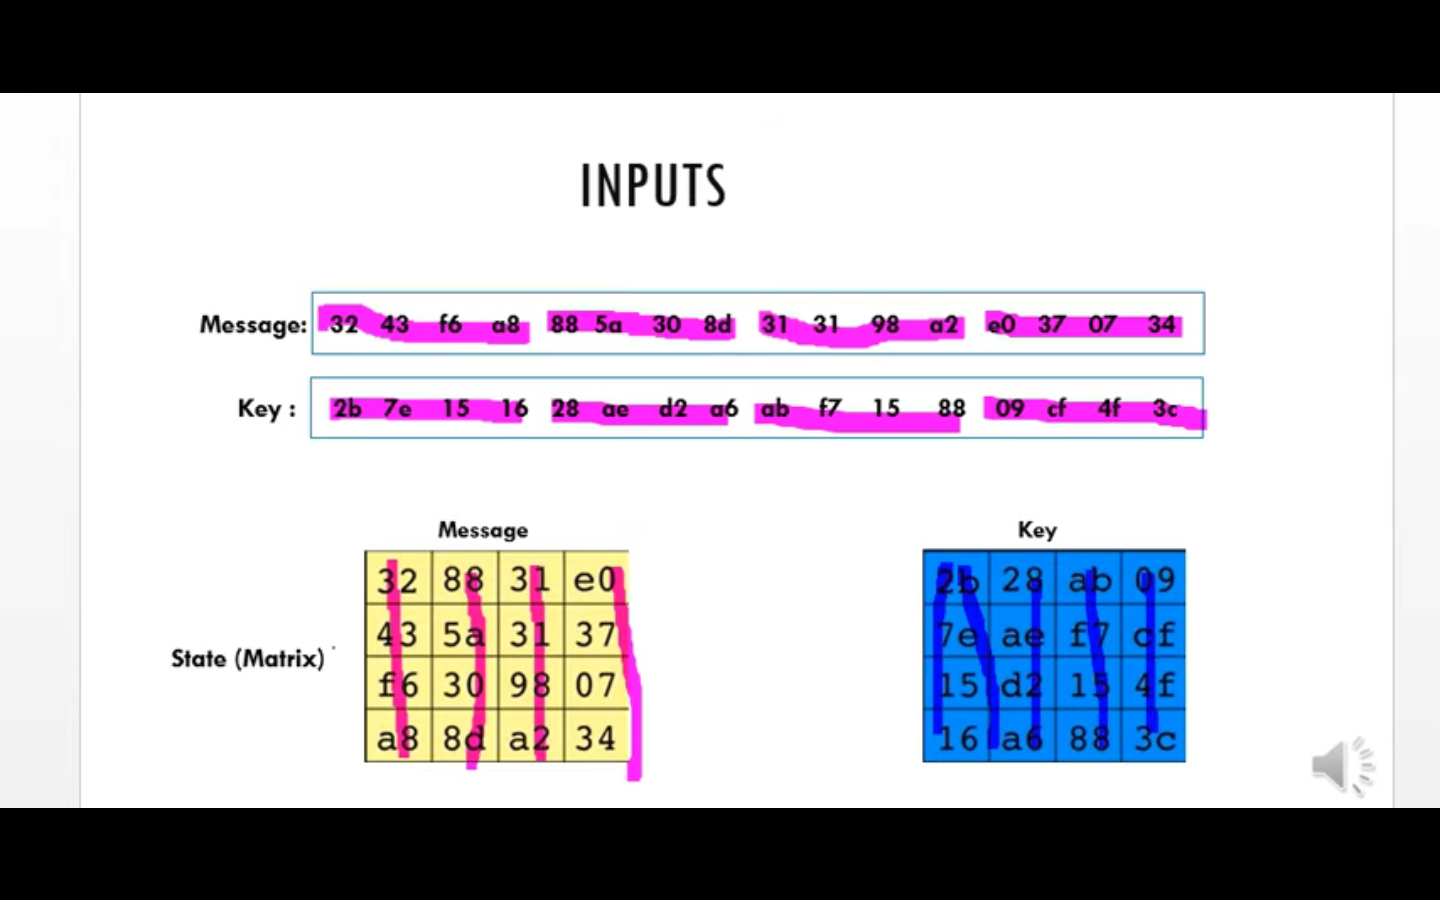 INPUTS
Message: 32 43 f6 a8 88 5a 30 8d 31 31 98 a2 e0 37 07 34
Key : 2b 7e 15 16 28 ae d2 a6 ab f7 15 88 09 cf 4f 3c
Message Key
32 88 31 e0 2b 28 ab 09
43 5a 31 37 7e ae f7 cf
State (Matrix)
f6 30 98 07 15 d2 15 4f
a8 8d a2 34 16 a6 88 3c